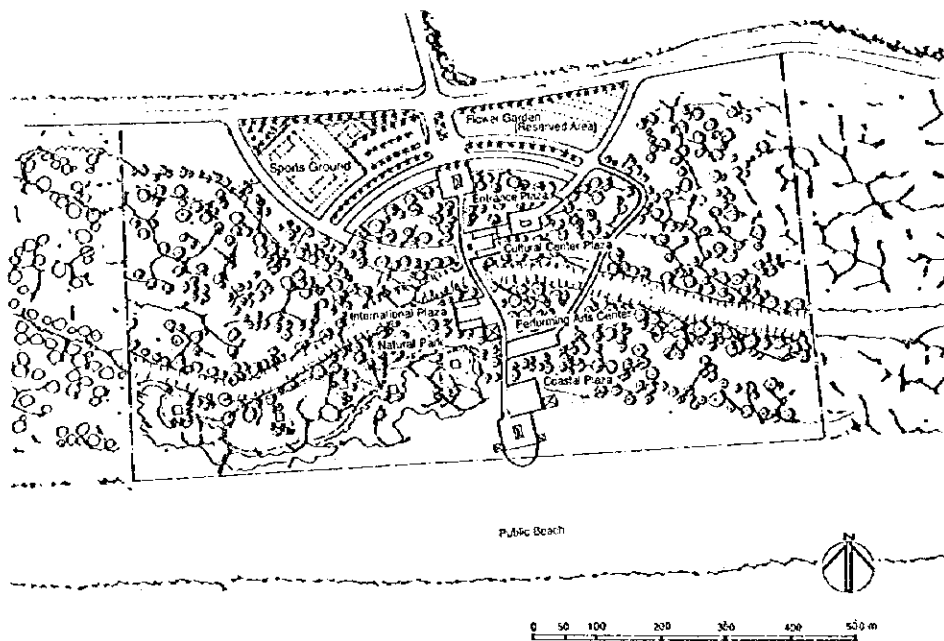 Flower Garden
(Reserved Area)
Sports Ground
Entrance Plaza
Cultural Center Plaza
International Plaza
Performing Arts Center
Natural Park
Coastal Plaza
Public Beach
N
0 50 100 200 300 400 500 m